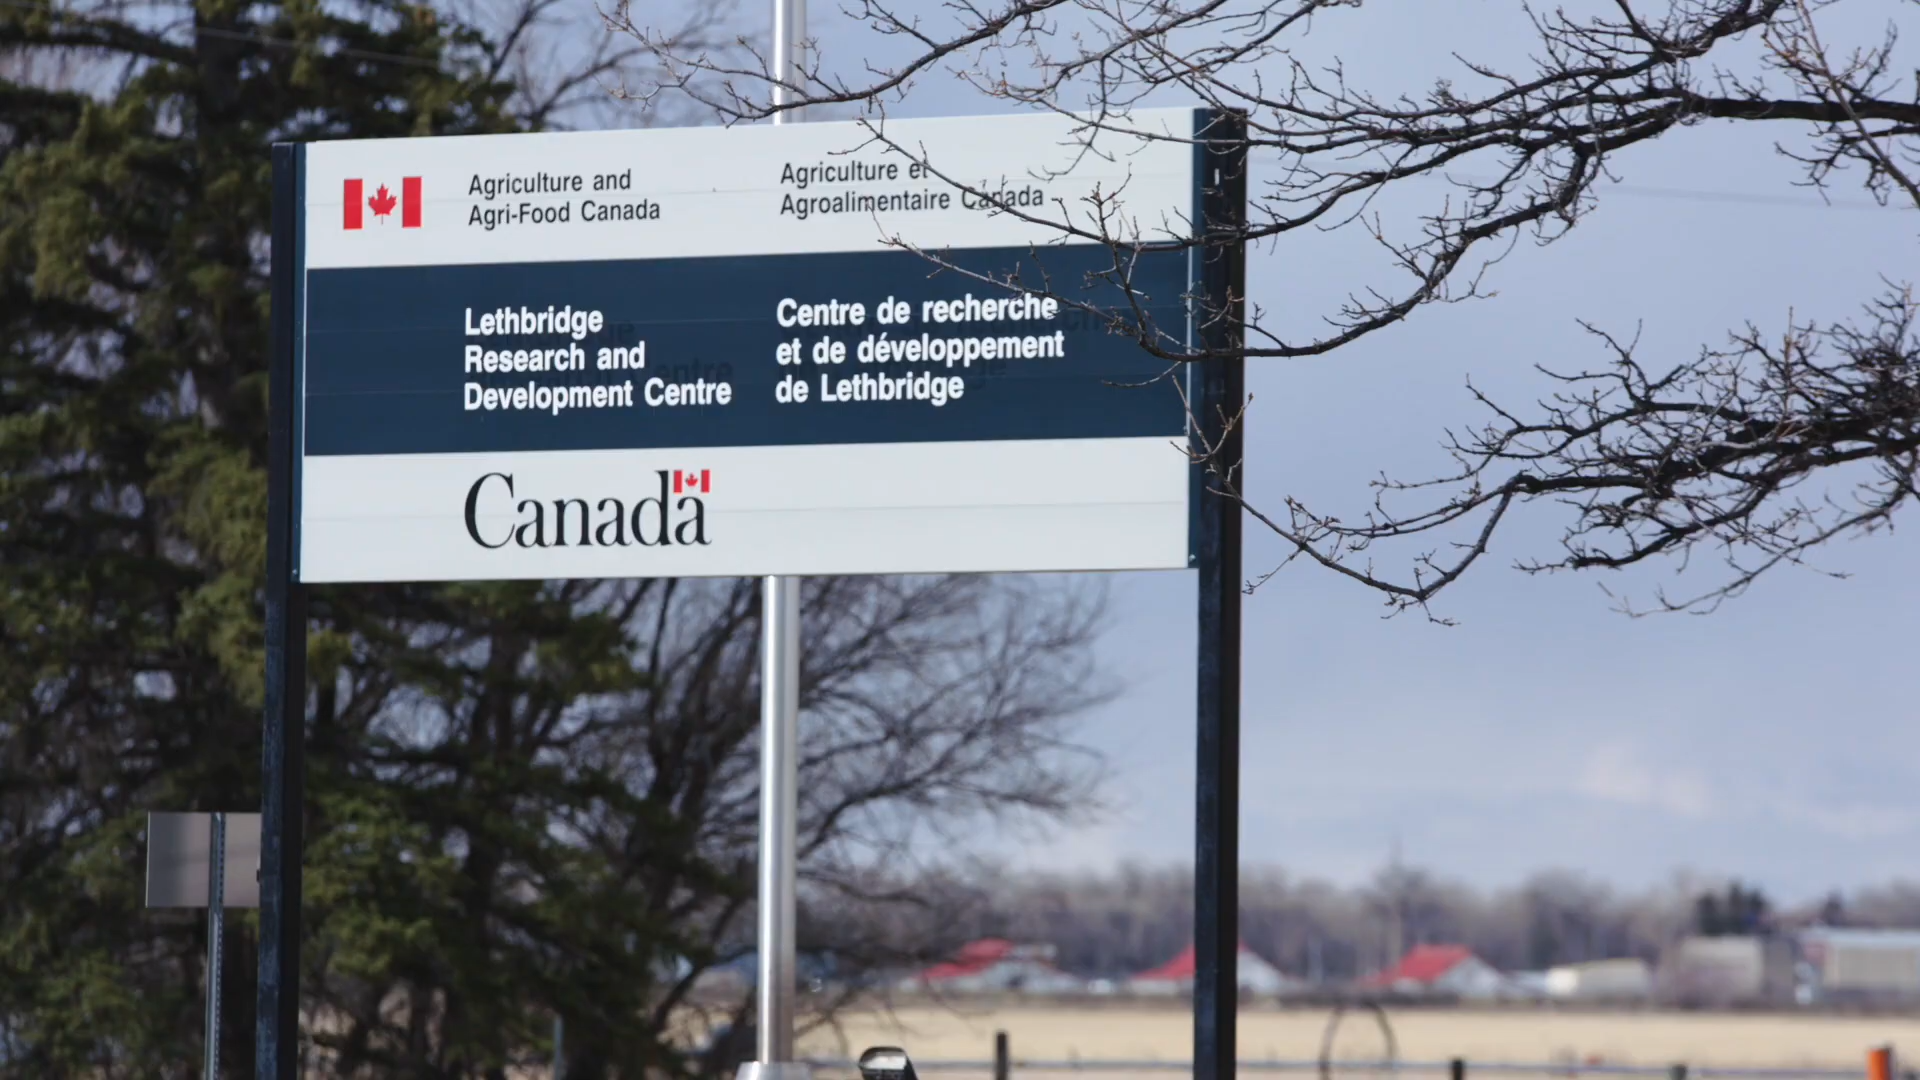 Agriculture and
Agri-Food Canada
Agriculture et
Agroalimentaire Canada
Lethbridge
Research and
Development Centre
Centre de recherche
et de développement
de Lethbridge
Canada